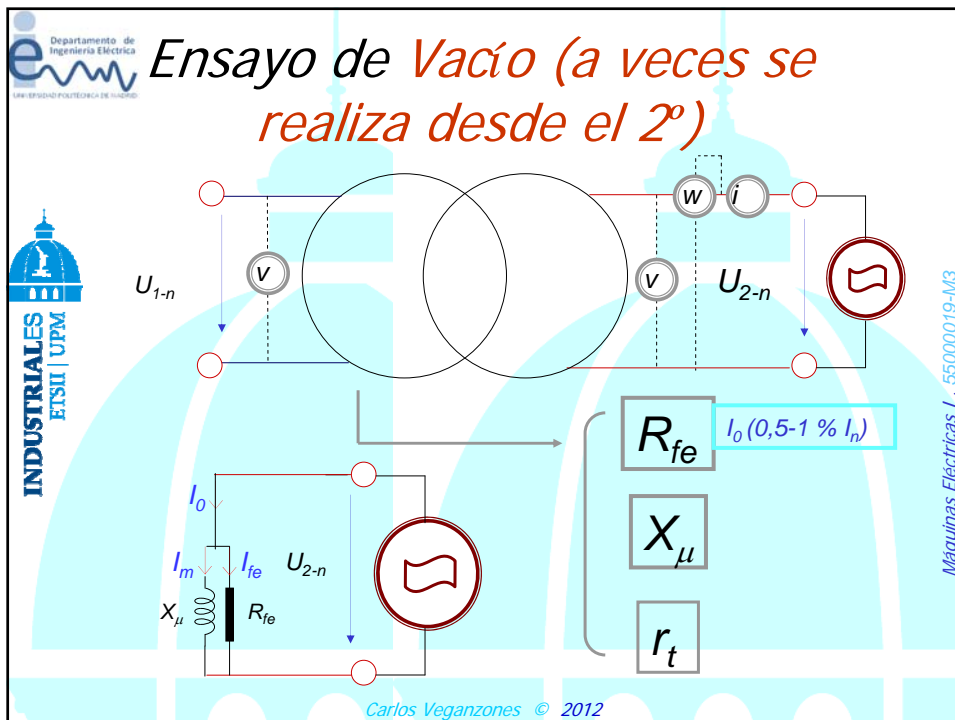 Departamento de
Ingeniería Eléctrica
UNIVERSIDAD POLITÉCNICA DE MADRID
Ensayo de Vacío (a veces se
realiza desde el 2º)
INDUSTRIALES
ETSII | UPM
U1-n
v
w
i
v
U2-n
Rfe
I0 (0,5-1 % In)
Xμ
rt
I0
Im
Ife
U2-n
Xμ
Rfe
Máquinas Eléctricas I . 55000019-M3
Carlos Veganzones © 2012